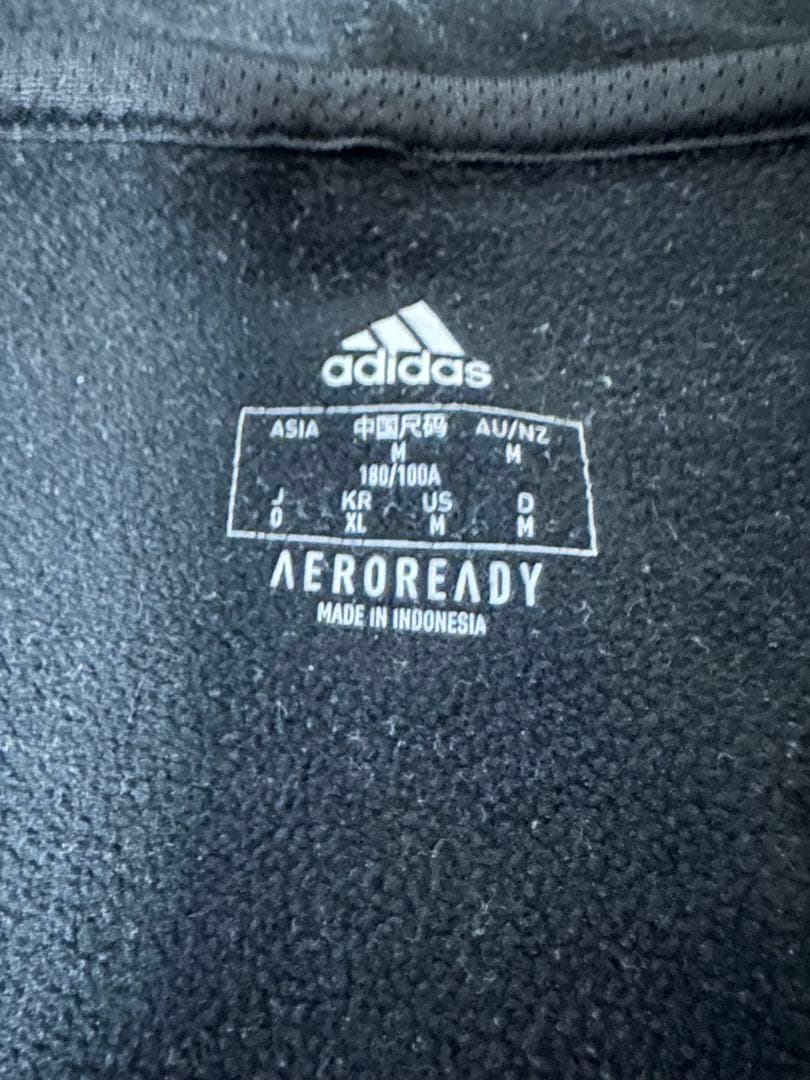 adidas
ASIA 中国尺码 AU/NZ
M M
180/100A
J KR US D
O XL M M
AEROREADY
MADE IN INDONESIA